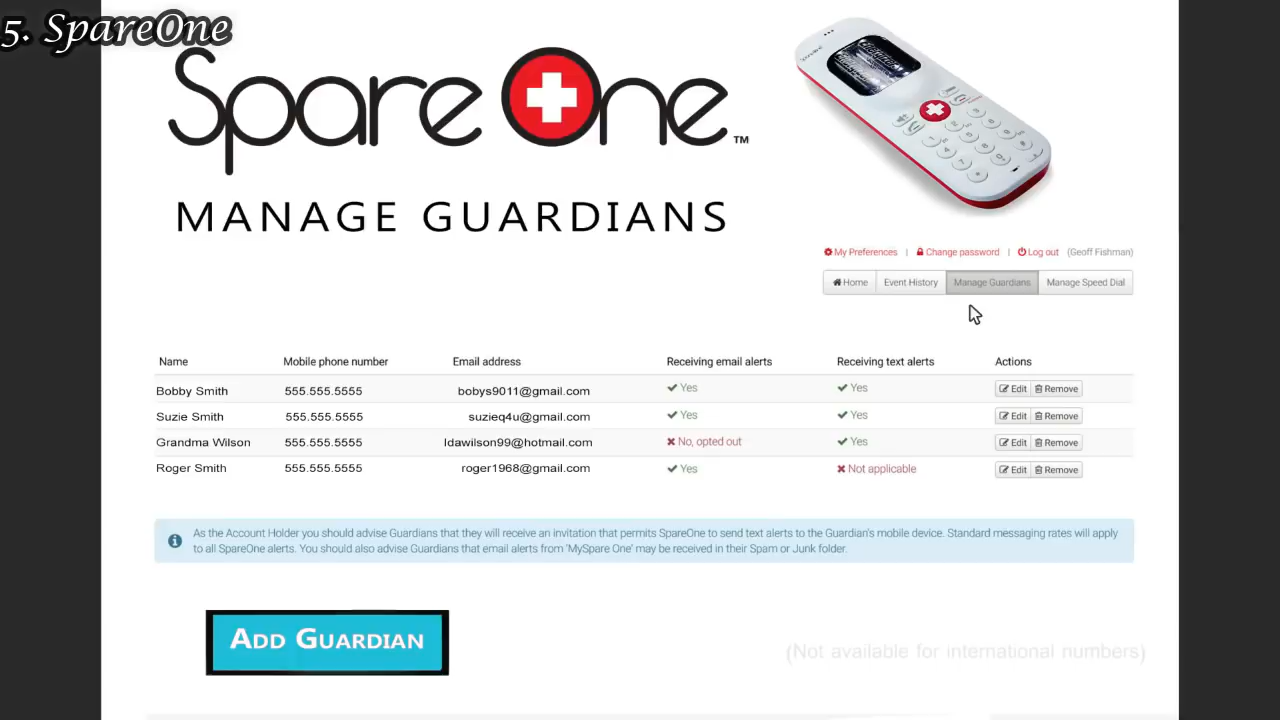 5. SpareOne
Spare One™
MANAGE GUARDIANS
My Preferences | Change password | Log out (Geoff Fishman)
Home Event History Manage Guardians Manage Speed Dial
Name Mobile phone number Email address Receiving email alerts Receiving text alerts Actions
Bobby Smith 555.555.5555 bobys9011@gmail.com Yes Yes Edit Remove
Suzie Smith 555.555.5555 suzieq4u@gmail.com Yes Yes Edit Remove
Grandma Wilson 555.555.5555 ldawilson99@hotmail.com No, opted out Yes Edit Remove
Roger Smith 555.555.5555 roger1968@gmail.com Yes Not applicable Edit Remove
As the Account Holder you should advise Guardians that they will receive an invitation that permits SpareOne to send text alerts to the Guardian's mobile device. Standard messaging rates will apply
to all SpareOne alerts. You should also advise Guardians that email alerts from 'MySpare One' may be received in their Spam or Junk folder.
ADD GUARDIAN
(Not available for international numbers)